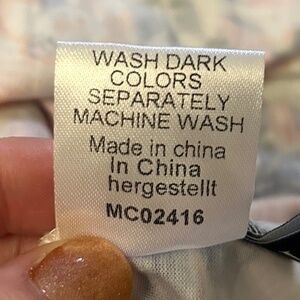 WASH DARK
COLORS
SEPARATELY
MACHINE WASH
Made in china
In China
hergestellt
MC02416